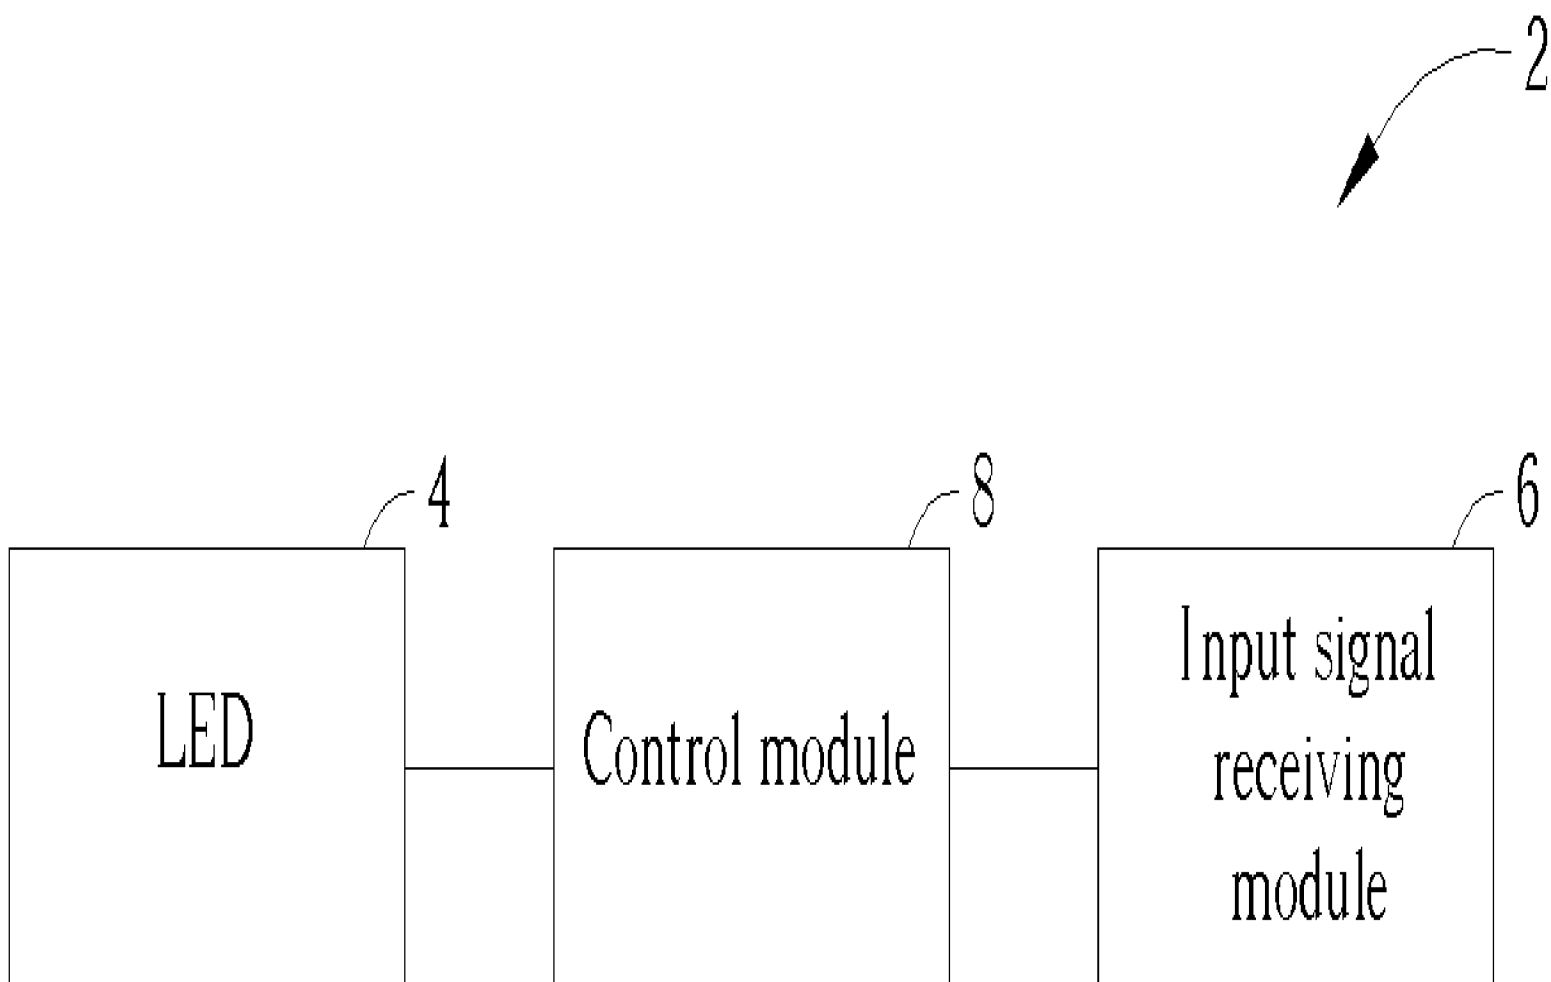 2
4
8
6
LED
Control module
Input signal
receiving
module